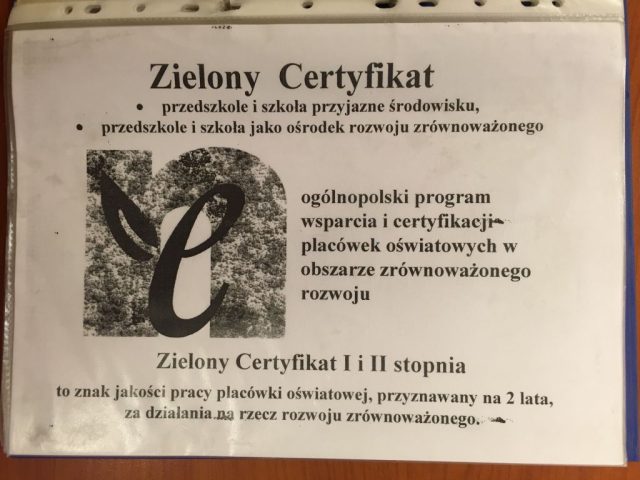 Zielony Certyfikat
• przedszkole i szkoła przyjazne środowisku,
• przedszkole i szkoła jako ośrodek rozwoju zrównoważonego
ne
ogólnopolski program
wsparcia i certyfikacji
placówek oświatowych w
obszarze zrównoważonego
rozwoju
Zielony Certyfikat I i II stopnia
to znak jakości pracy placówki oświatowej, przyznawany na 2 lata,
za działania na rzecz rozwoju zrównoważonego.